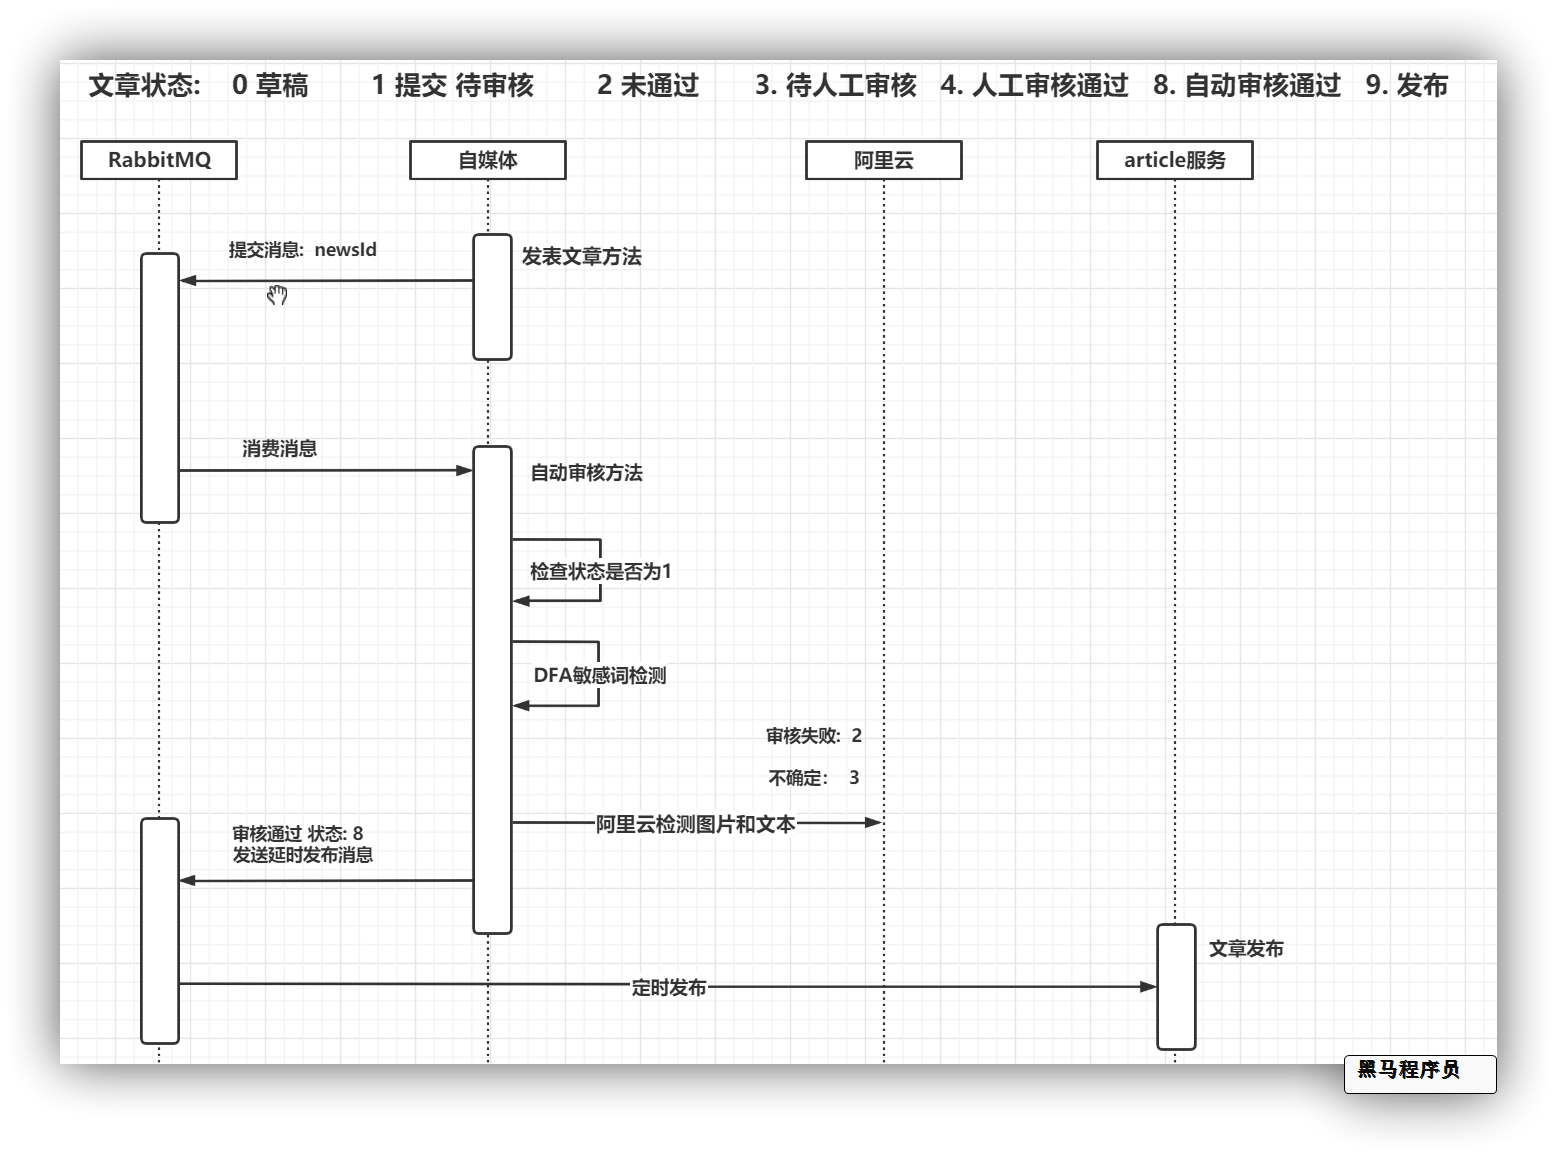 文章状态: 0 草稿 1 提交 待审核 2 未通过 3. 待人工审核 4. 人工审核通过 8. 自动审核通过 9. 发布
RabbitMQ 自媒体 阿里云 article服务
提交消息: newsId
发表文章方法
消费消息
自动审核方法
检查状态是否为1
DFA敏感词检测
审核失败: 2
不确定: 3
阿里云检测图片和文本
审核通过 状态: 8
发送延时发布消息
文章发布
定时发布
黑马程序员